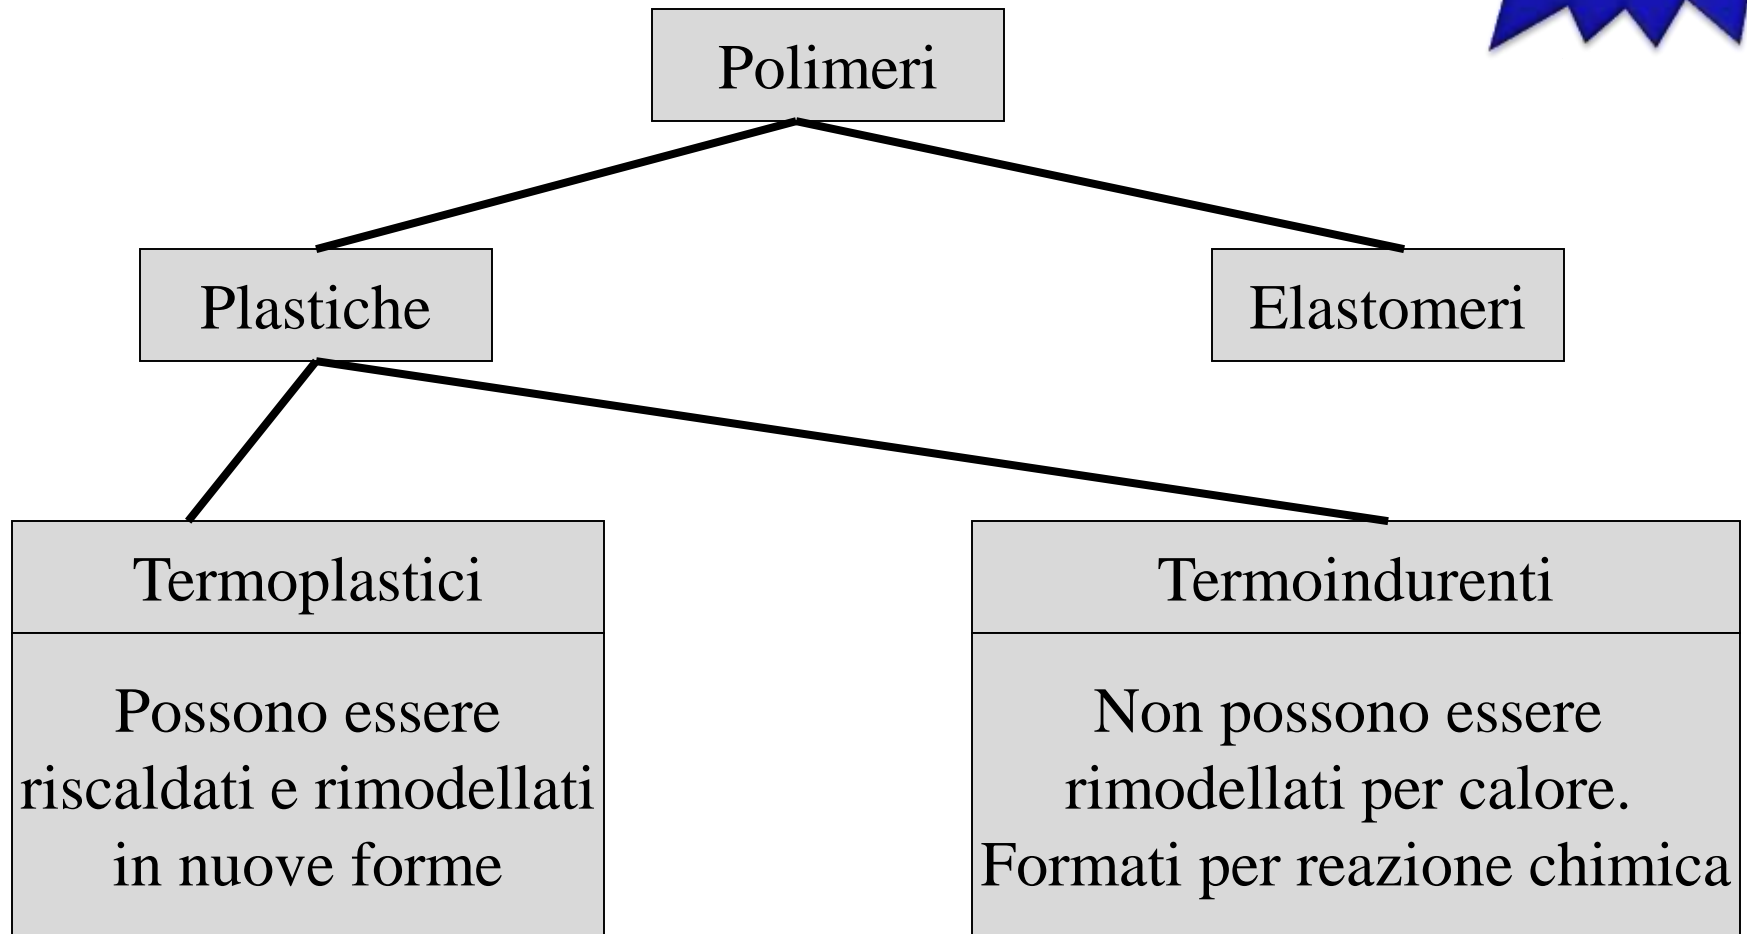 Polimeri
Plastiche
Elastomeri
Termoplastici
Possono essere
riscaldati e rimodellati
in nuove forme
Termoindurenti
Non possono essere
rimodellati per calore.
Formati per reazione chimica